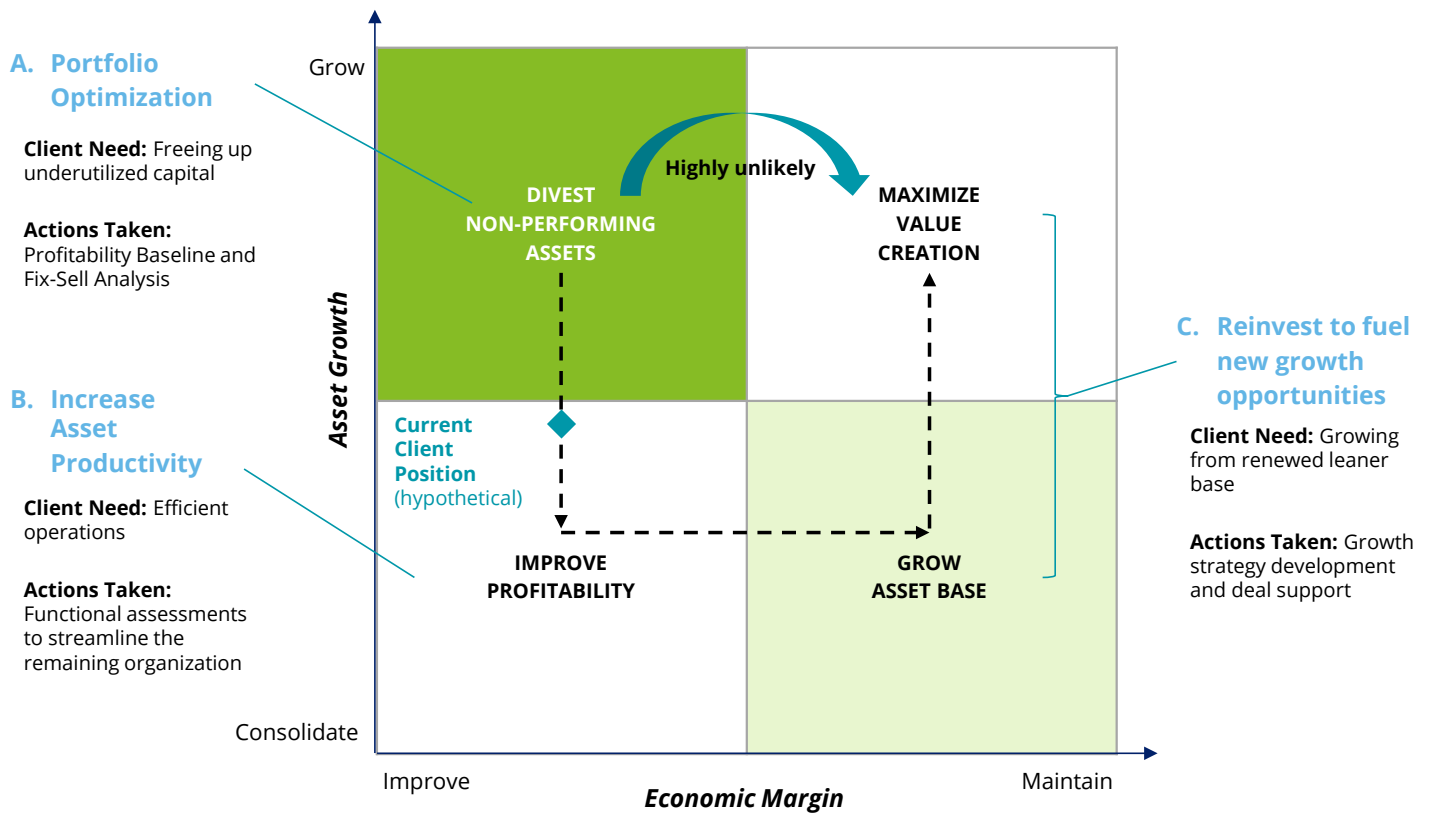 A. Portfolio
Optimization
Client Need: Freeing up
underutilized capital
Actions Taken:
Profitability Baseline and
Fix-Sell Analysis
B. Increase
Asset
Productivity
Client Need: Efficient
operations
Actions Taken:
Functional assessments
to streamline the
remaining organization
Grow
Asset Growth
Consolidate
DIVEST
NON-PERFORMING
ASSETS
Highly unlikely
MAXIMIZE
VALUE
CREATION
Current
Client
Position
(hypothetical)
IMPROVE
PROFITABILITY
GROW
ASSET BASE
Improve
Economic Margin
Maintain
C. Reinvest to fuel
new growth
opportunities
Client Need: Growing
from renewed leaner
base
Actions Taken: Growth
strategy development
and deal support